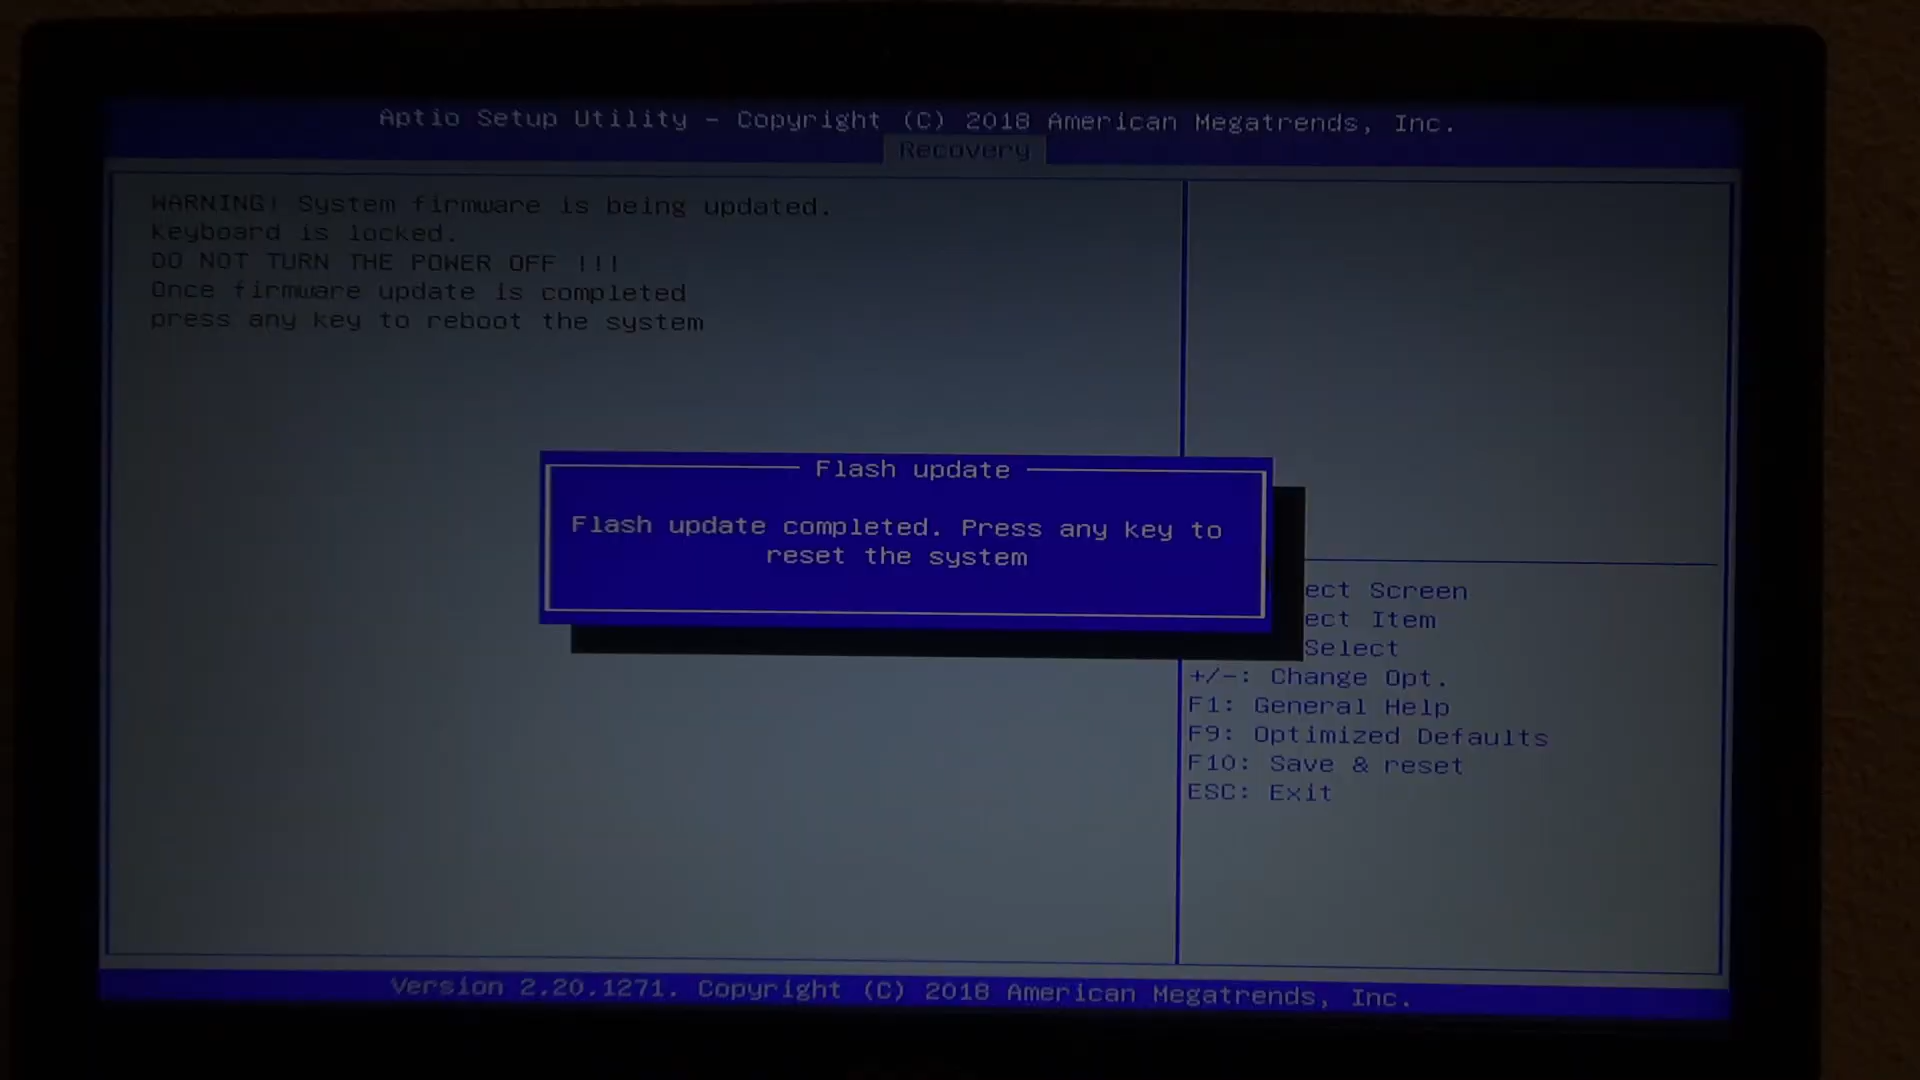 Aptio Setup Utility - Copyright (C) 2018 American Megatrends, Inc.
Recovery
WARNING! System firmware is being updated.
Keyboard is locked.
DO NOT TURN THE POWER OFF !!!
Once firmware update is completed
press any key to reboot the system
Flash update
Flash update completed. Press any key to
reset the system
ect Screen
ect Item
Select
+/-: Change Opt.
F1: General Help
F9: Optimized Defaults
F10: Save & reset
ESC: Exit
Version 2.20.1271. Copyright (C) 2018 American Megatrends, Inc.